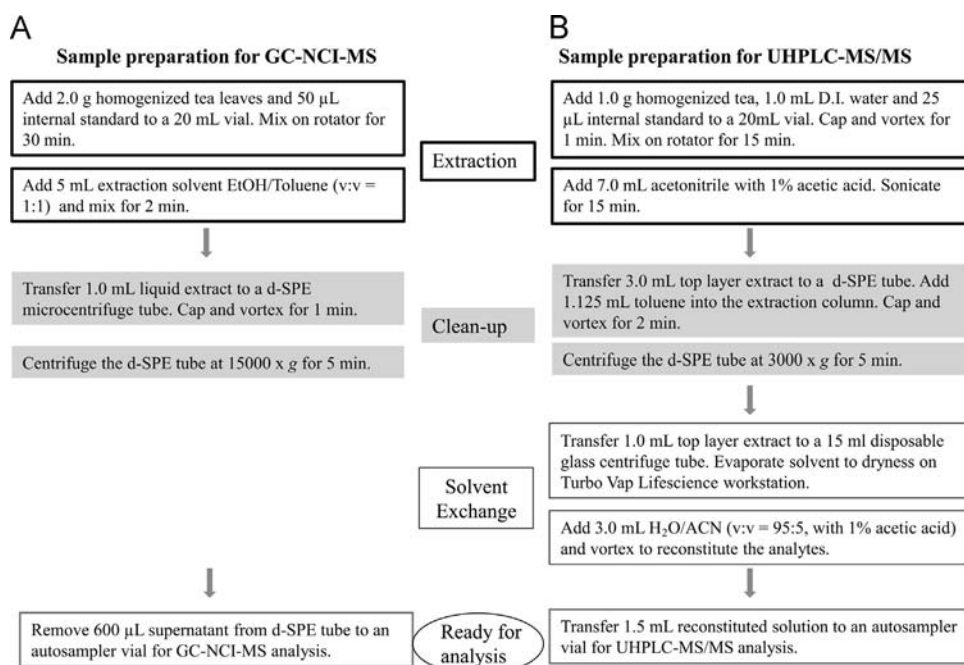 A
Sample preparation for GC-NCI-MS
Add 2.0 g homogenized tea leaves and 50 µL
internal standard to a 20 mL vial. Mix on rotator for
30 min.
Add 5 mL extraction solvent EtOH/Toluene (v:v =
1:1) and mix for 2 min.
Transfer 1.0 mL liquid extract to a d-SPE
microcentrifuge tube. Cap and vortex for 1 min.
Centrifuge the d-SPE tube at 15000 x g for 5 min.
Remove 600 µL supernatant from d-SPE tube to an
autosampler vial for GC-NCI-MS analysis.
Extraction
Clean-up
Solvent
Exchange
Ready for
analysis
B
Sample preparation for UHPLC-MS/MS
Add 1.0 g homogenized tea, 1.0 mL D.I. water and 25
µL internal standard to a 20mL vial. Cap and vortex for
1 min. Mix on rotator for 15 min.
Add 7.0 mL acetonitrile with 1% acetic acid. Sonicate
for 15 min.
Transfer 3.0 mL top layer extract to a d-SPE tube. Add
1.125 mL toluene into the extraction column. Cap and
vortex for 2 min.
Centrifuge the d-SPE tube at 3000 x g for 5 min.
Transfer 1.0 mL top layer extract to a 15 ml disposable
glass centrifuge tube. Evaporate solvent to dryness on
Turbo Vap Lifescience workstation.
Add 3.0 mL H₂O/ACN (v:v = 95:5, with 1% acetic acid)
and vortex to reconstitute the analytes.
Transfer 1.5 mL reconstituted solution to an autosampler
vial for UHPLC-MS/MS analysis.